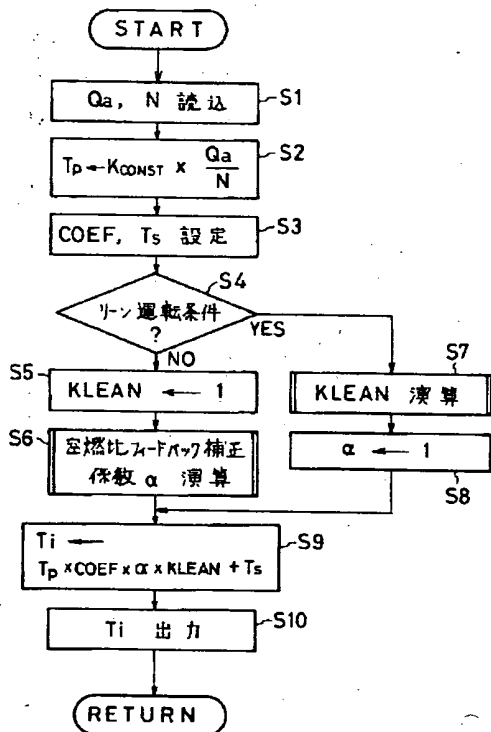 START
Qa, N 読込
S1
Tp←KCONST × Qa/N
S2
COEF, Ts 設定
S3
S4
リーン運転条件
?
YES
NO
S5
KLEAN ← 1
S7
KLEAN 演算
S6
空燃比フィードバック補正
係数 α 演算
α ← 1
S8
Ti ←
Tp×COEF×α×KLEAN+Ts
S9
Ti 出力
S10
RETURN